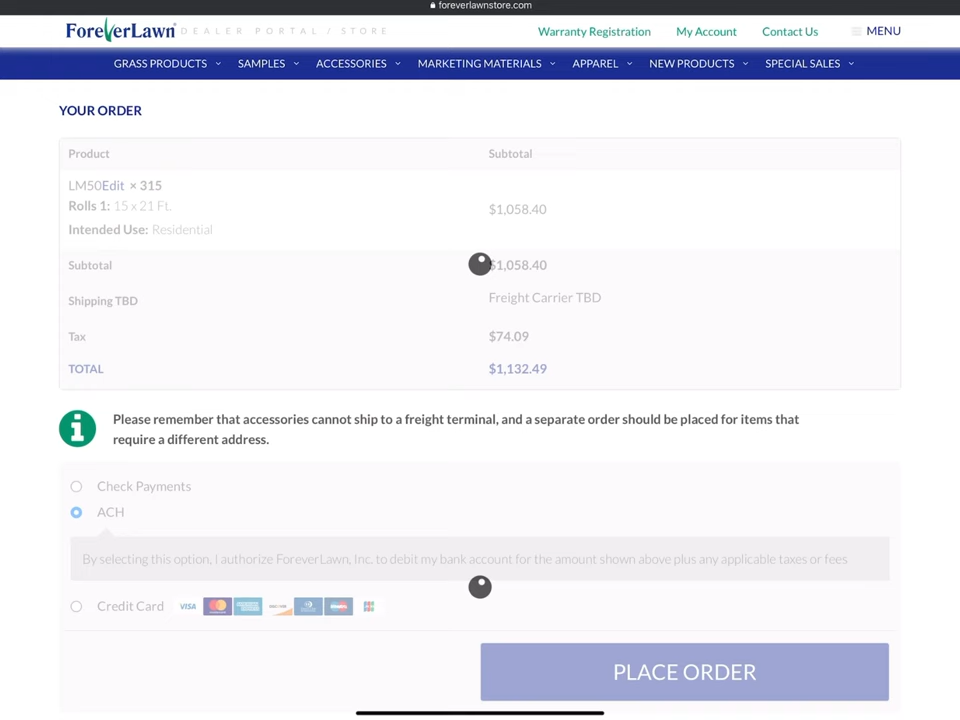 foreverlawnstore.com
ForeverLawn® DEALER PORTAL / STORE
Warranty Registration My Account Contact Us MENU
GRASS PRODUCTS SAMPLES ACCESSORIES MARKETING MATERIALS APPAREL NEW PRODUCTS SPECIAL SALES
YOUR ORDER
Product Subtotal
LM50Edit × 315
Rolls 1: 15 x 21 Ft.
$1,058.40
Intended Use: Residential
Subtotal $1,058.40
Shipping TBD Freight Carrier TBD
Tax $74.09
TOTAL $1,132.49
Please remember that accessories cannot ship to a freight terminal, and a separate order should be placed for items that
require a different address.
Check Payments
ACH
By selecting this option, I authorize ForeverLawn, Inc. to debit my bank account for the amount shown above plus any applicable taxes or fees
Credit Card VISA
PLACE ORDER